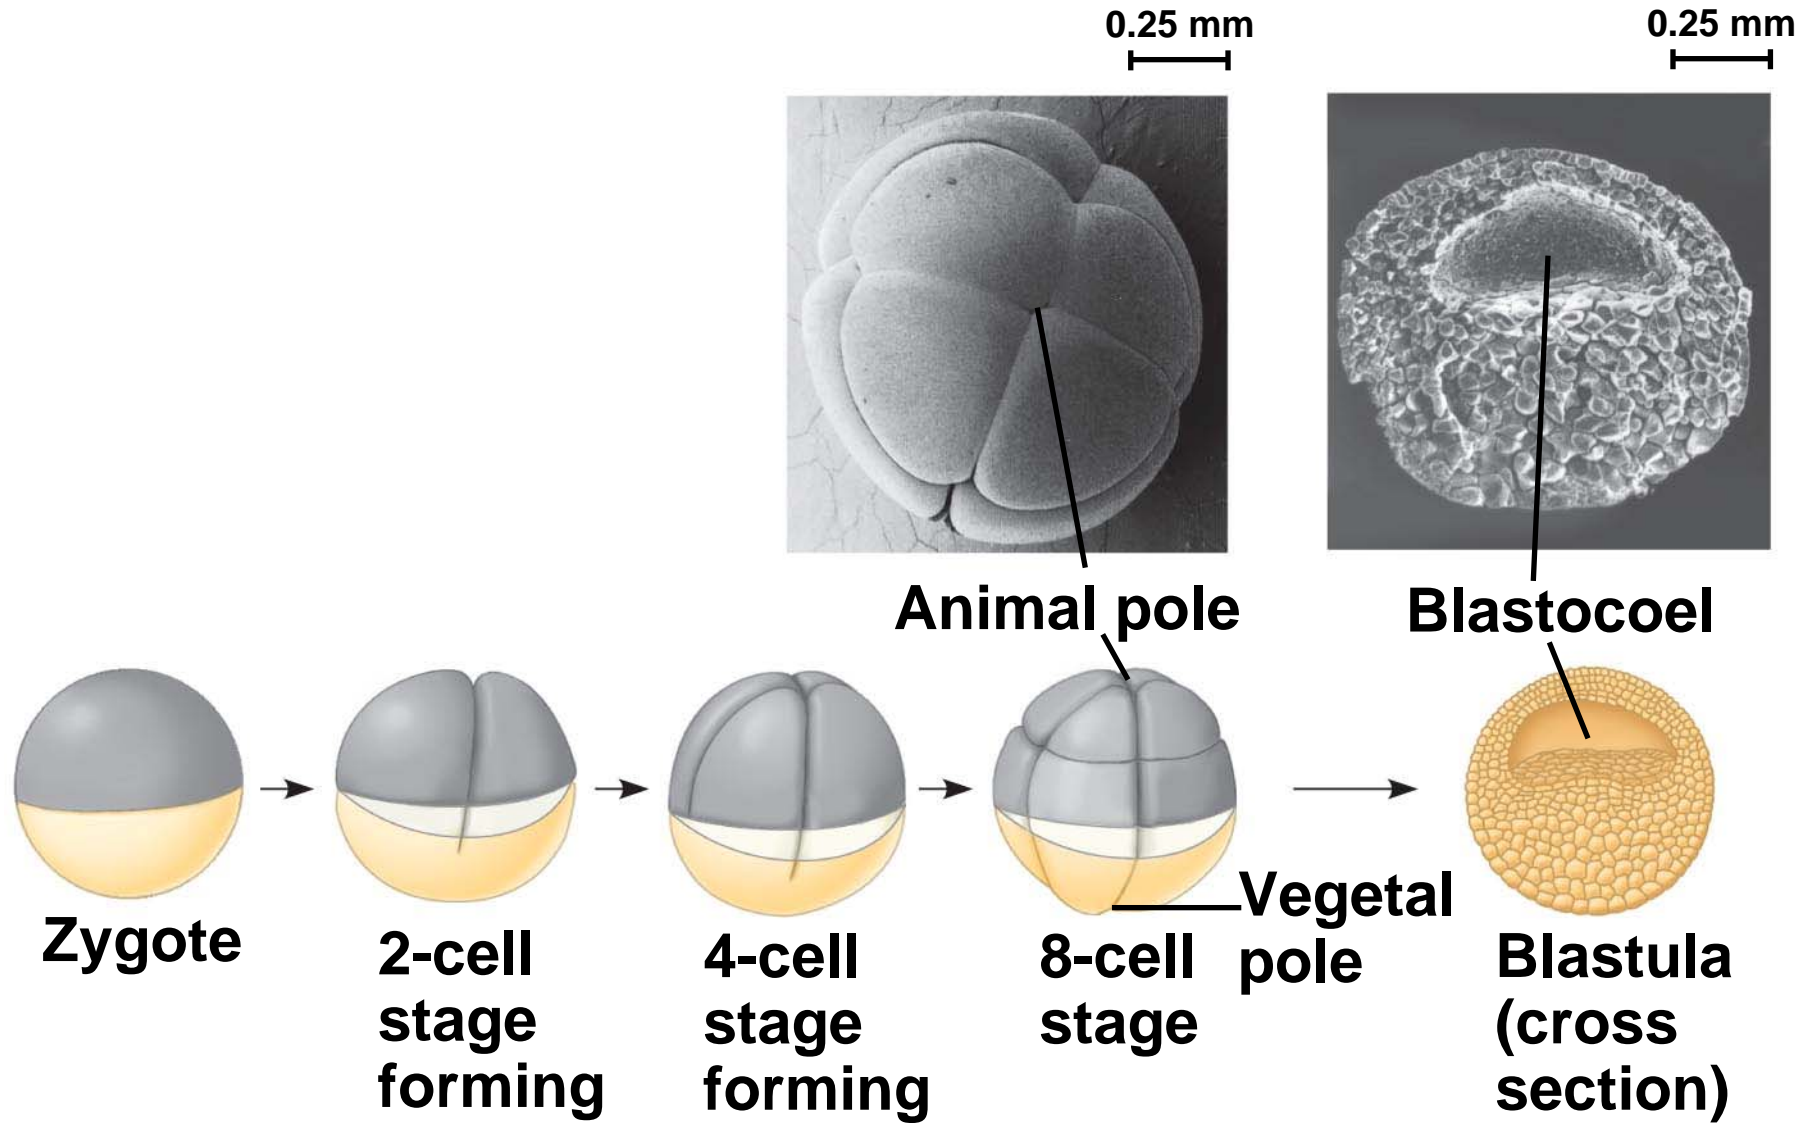 0.25 mm
0.25 mm
Animal pole
Blastocoel
Zygote
2-cell
stage
forming
4-cell
stage
forming
8-cell
stage
Vegetal
pole
Blastula
(cross
section)